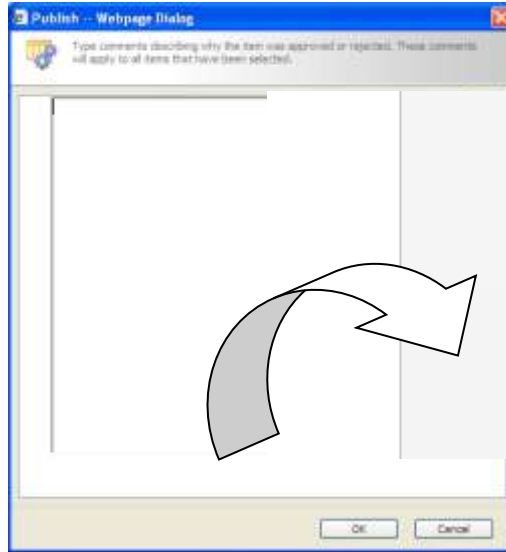 Publish -- Webpage Dialog
Type comments describing why the item was approved or rejected. These comments
will apply to all items that have been selected.
OK
Cancel